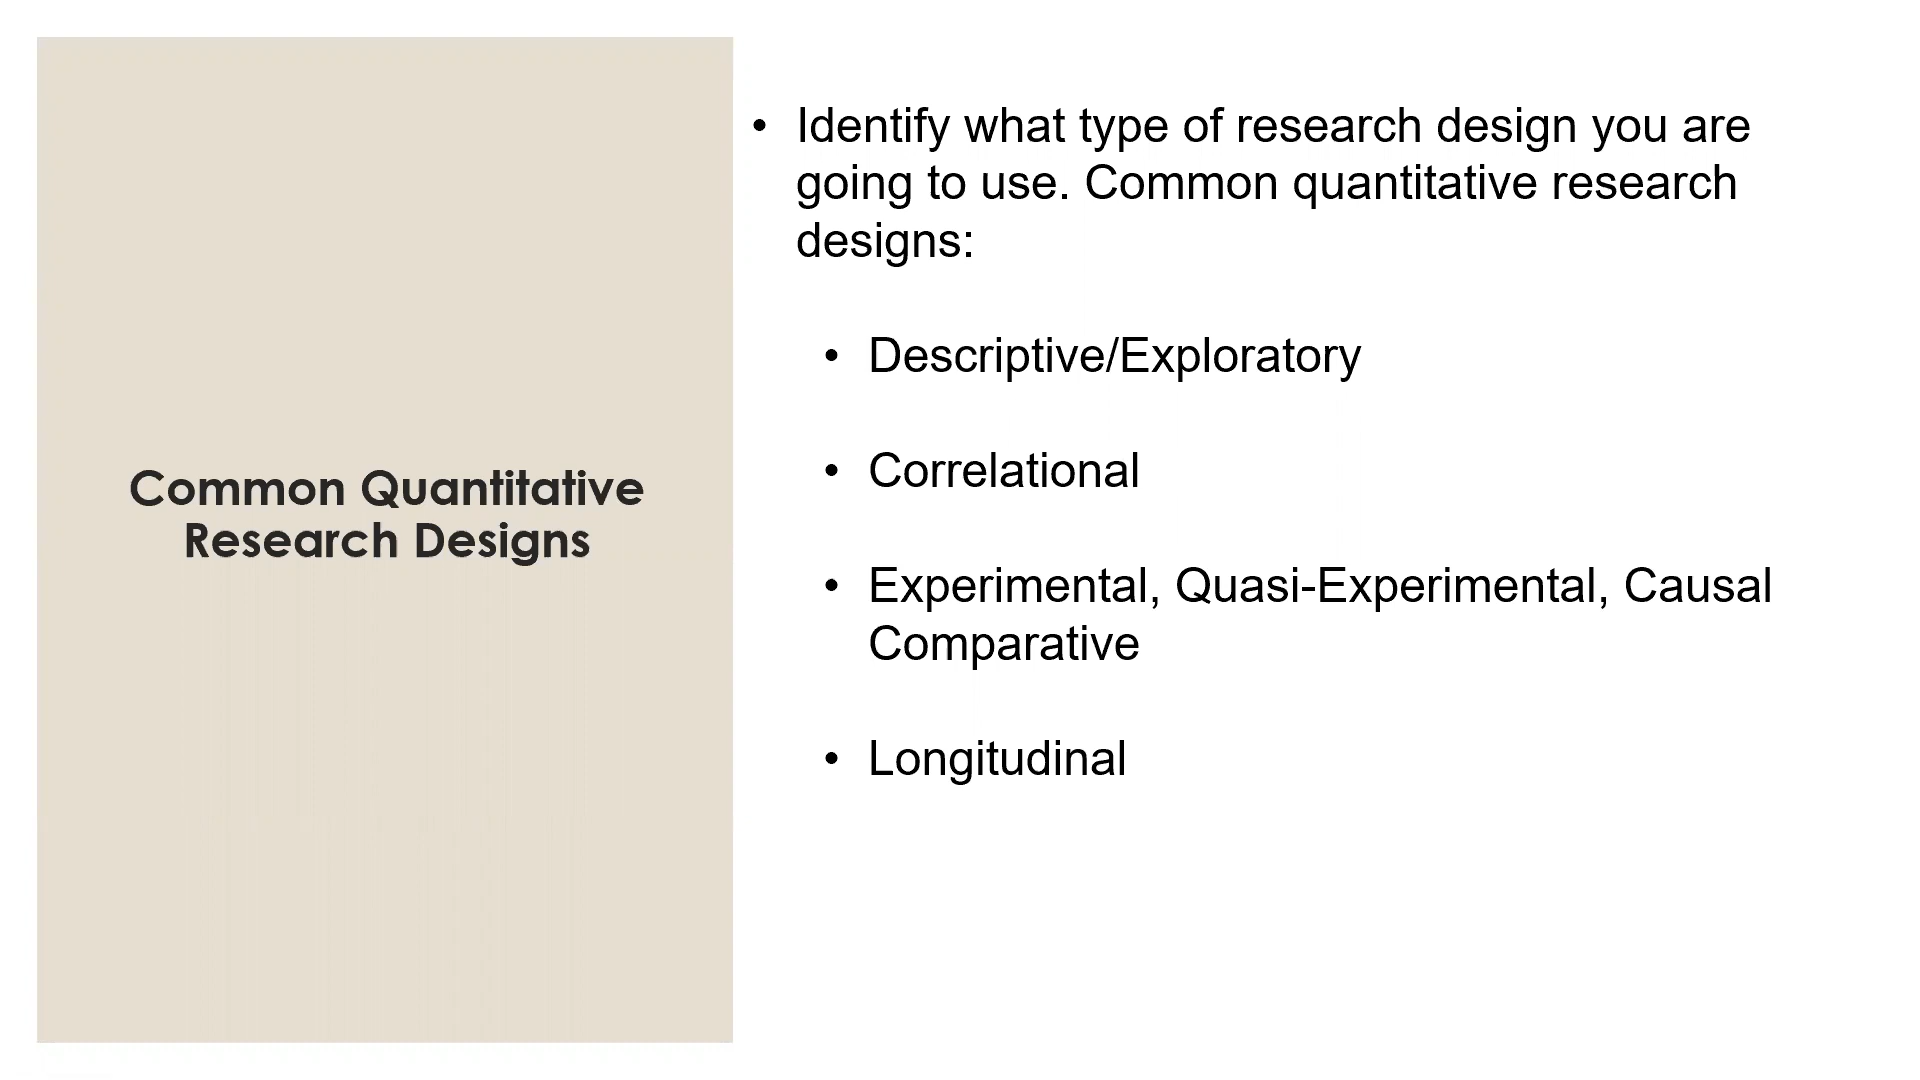 Common Quantitative
Research Designs
• Identify what type of research design you are
going to use. Common quantitative research
designs:
• Descriptive/Exploratory
• Correlational
• Experimental, Quasi-Experimental, Causal
Comparative
• Longitudinal